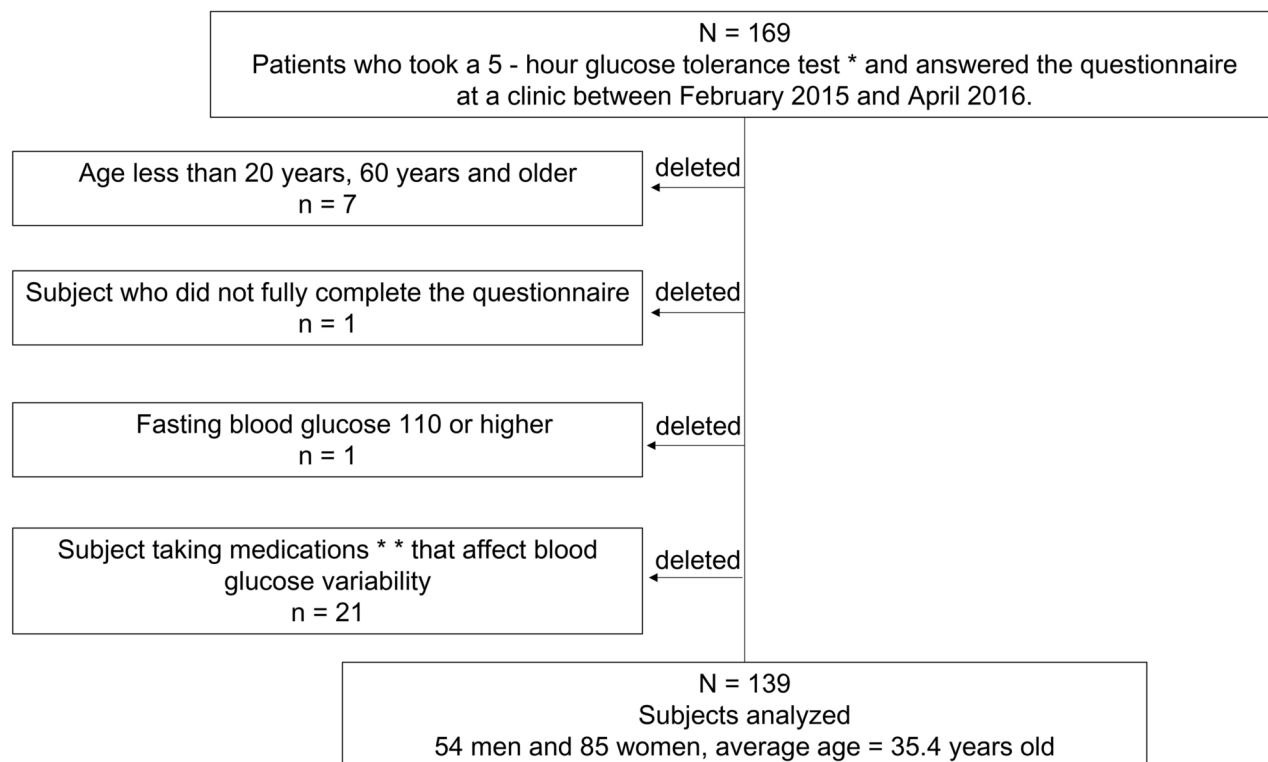 N = 169
Patients who took a 5 - hour glucose tolerance test * and answered the questionnaire
at a clinic between February 2015 and April 2016.
deleted
Age less than 20 years, 60 years and older
n = 7
deleted
Subject who did not fully complete the questionnaire
n = 1
deleted
Fasting blood glucose 110 or higher
n = 1
deleted
Subject taking medications * * that affect blood
glucose variability
n = 21
N = 139
Subjects analyzed
54 men and 85 women, average age = 35.4 years old